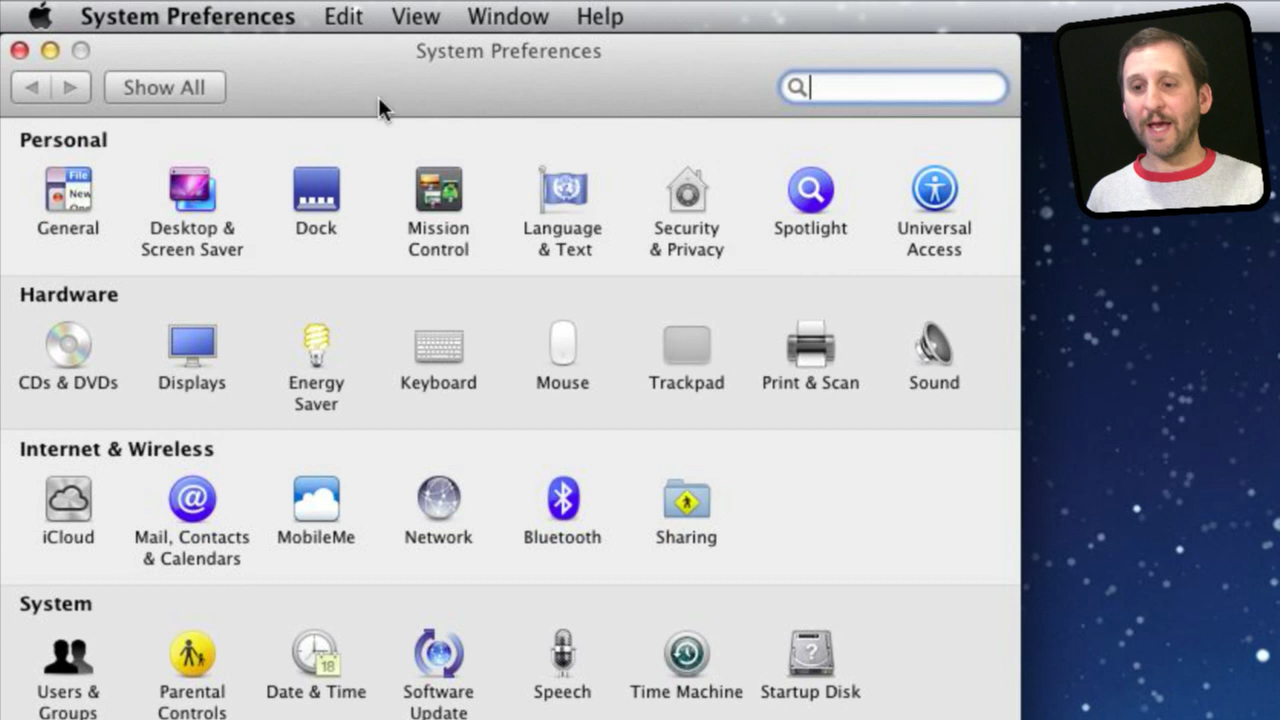 System Preferences Edit View Window Help
System Preferences
Show All
Personal
General Desktop & Dock Mission Language Security Spotlight Universal
Screen Saver Control & Text & Privacy Access
Hardware
CDs & DVDs Displays Energy Keyboard Mouse Trackpad Print & Scan Sound
Saver
Internet & Wireless
iCloud Mail, Contacts MobileMe Network Bluetooth Sharing
& Calendars
System
Users & Parental Date & Time Software Speech Time Machine Startup Disk
Groups Controls Update
File
New
18